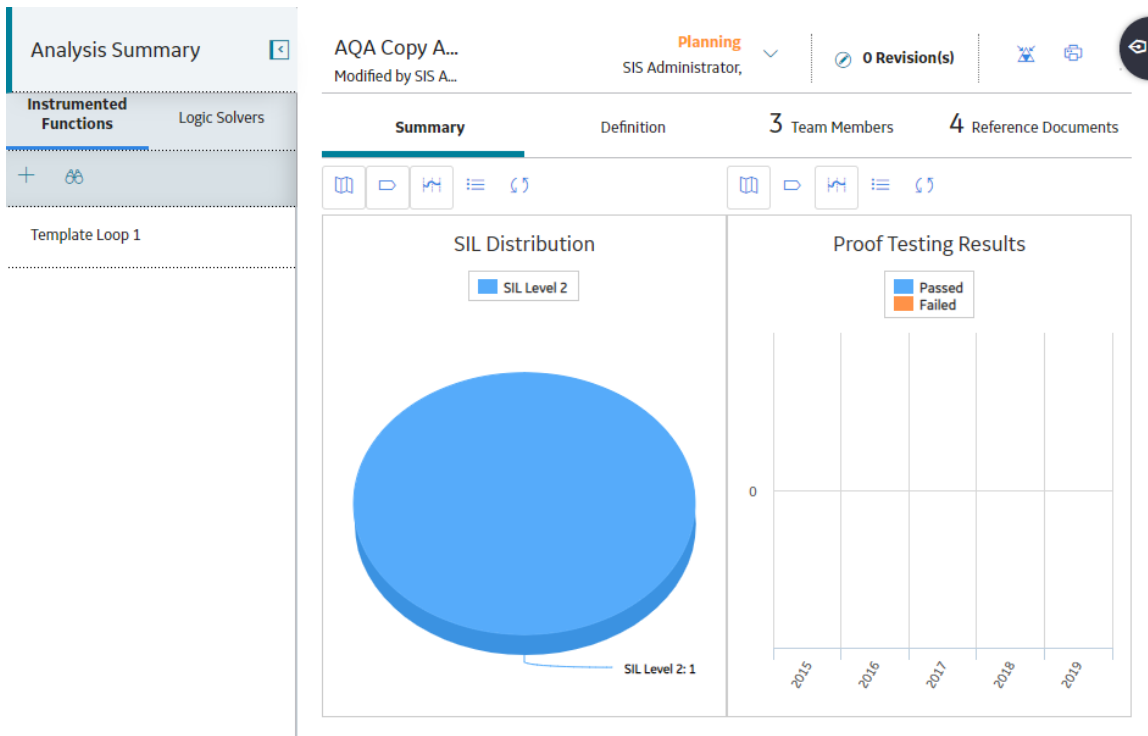 Analysis Summary
Instrumented
Functions
Logic Solvers
Template Loop 1
AQA Copy A...
Modified by SIS A...
Planning
SIS Administrator,
0 Revision(s)
Summary
Definition
3 Team Members
4 Reference Documents
SIL Distribution
SIL Level 2
SIL Level 2: 1
Proof Testing Results
Passed
Failed
0
2015
2016
2017
2018
2019